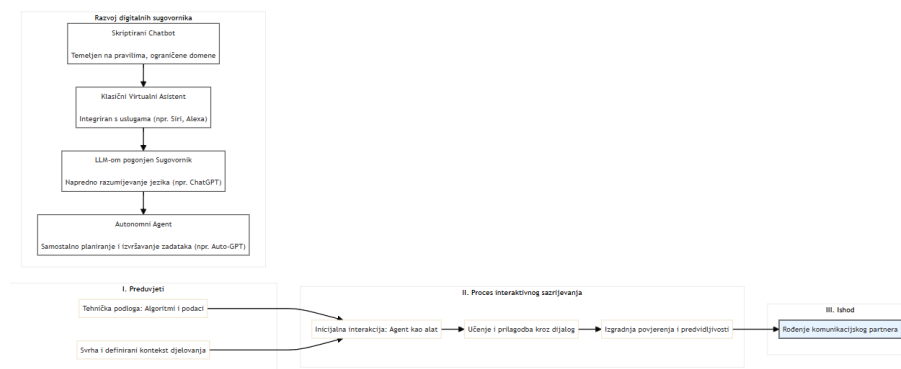 Razvoj digitalnih sugovornika
Skriptirani Chatbot
Temeljen na pravilima, ograničene domene
Klasični Virtualni Asistent
Integriran s uslugama (npr. Siri, Alexa)
LLM-om pogonjen Sugovornik
Napredno razumijevanje jezika (npr. ChatGPT)
Autonomni Agent
Samostalno planiranje i izvršavanje zadataka (npr. Auto-GPT)
I. Preduvjeti
Tehnička podloga: Algoritmi i podaci
Svrha i definirani kontekst djelovanja
II. Proces interaktivnog sazrijevanja
Inicijalna interakcija: Agent kao alat
Učenje i prilagodba kroz dijalog
Izgradnja povjerenja i predvidljivosti
III. Ishod
Rođenje komunikacijskog partnera